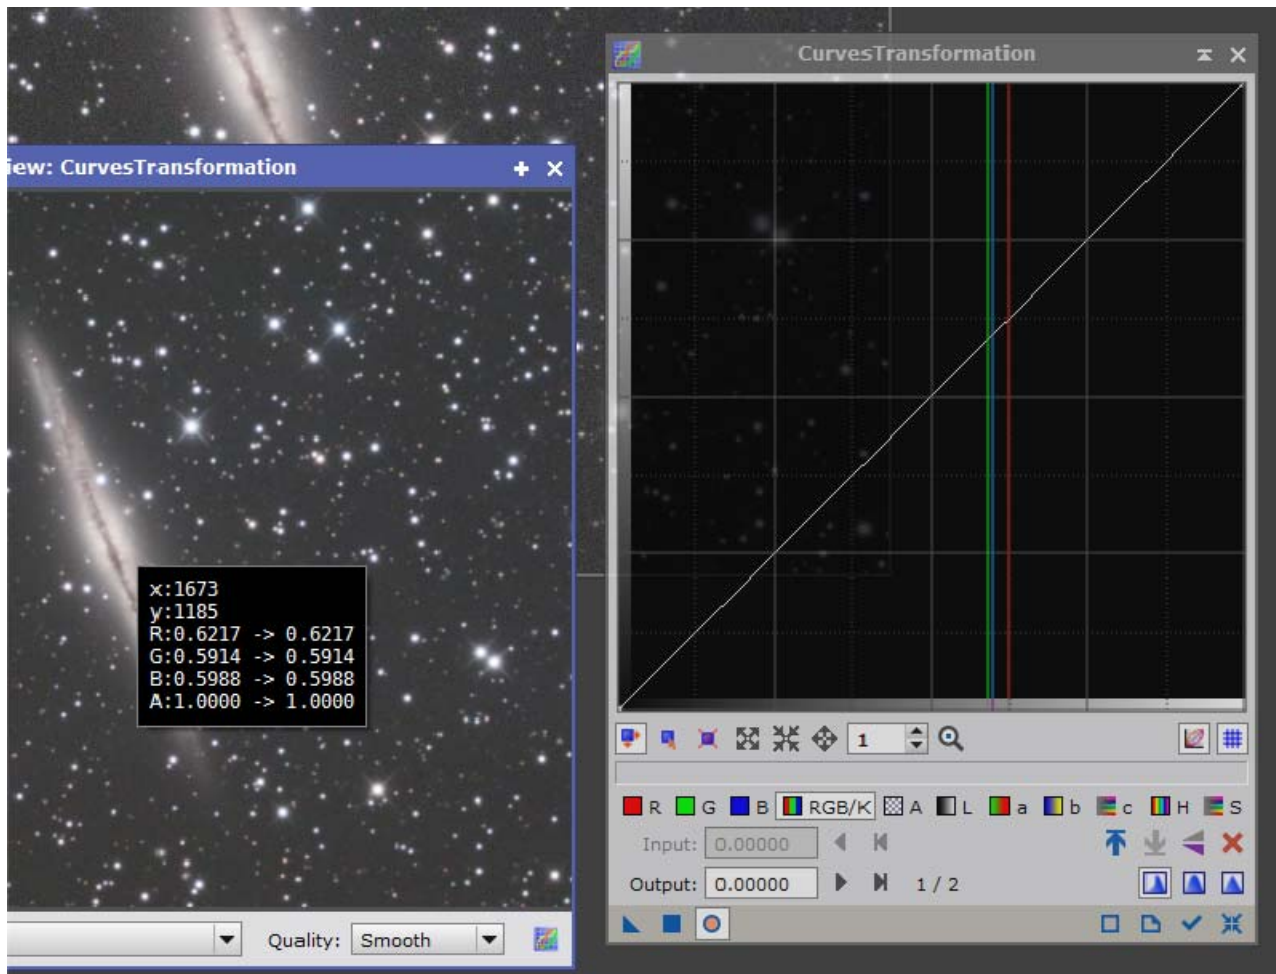 CurvesTransformation
iew: CurvesTransformation
x:1673
y:1185
R:0.6217 -> 0.6217
G:0.5914 -> 0.5914
B:0.5988 -> 0.5988
A:1.0000 -> 1.0000
1
R G B RGB/K A L a b c H S
Input: 0.00000
Output: 0.00000 1 / 2
Quality: Smooth